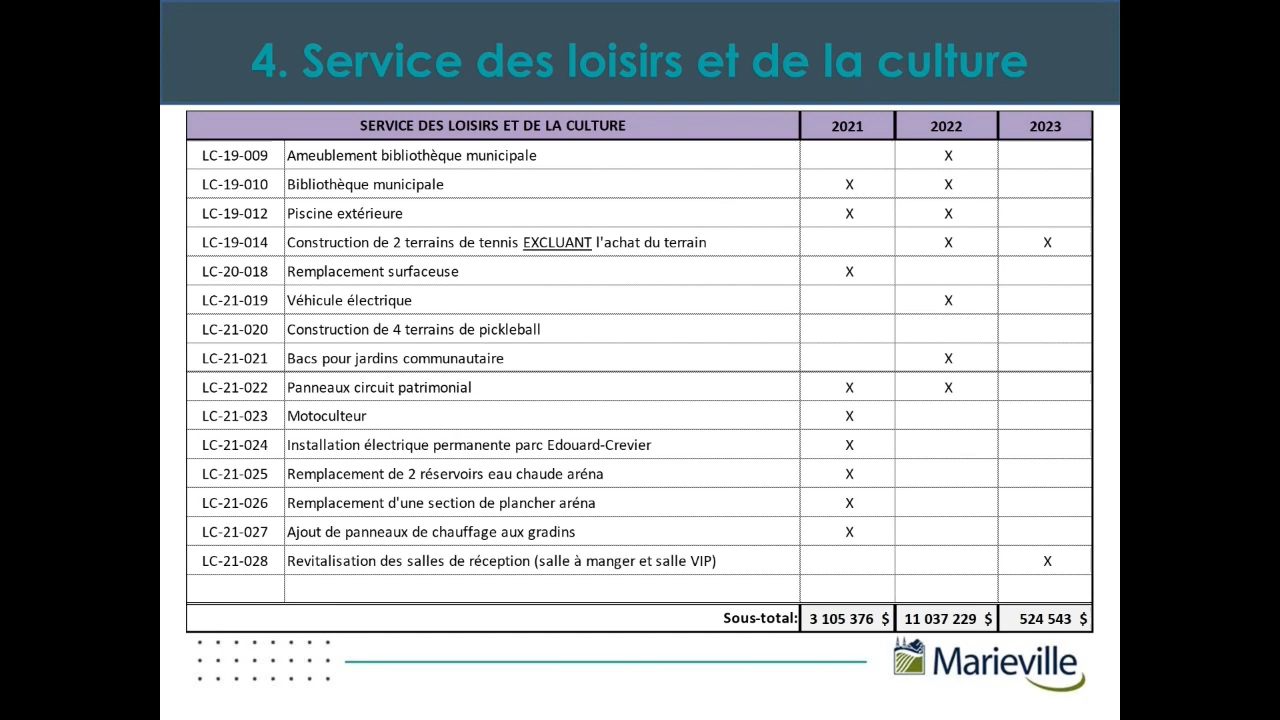 4. Service des loisirs et de la culture
SERVICE DES LOISIRS ET DE LA CULTURE 2021 2022 2023
LC-19-009 Ameublement bibliothèque municipale X
LC-19-010 Bibliothèque municipale X X
LC-19-012 Piscine extérieure X X
LC-19-014 Construction de 2 terrains de tennis EXCLUANT l'achat du terrain X X
LC-20-018 Remplacement surfaceuse X
LC-21-019 Véhicule électrique X
LC-21-020 Construction de 4 terrains de pickleball
LC-21-021 Bacs pour jardins communautaire X
LC-21-022 Panneaux circuit patrimonial X X
LC-21-023 Motoculteur X
LC-21-024 Installation électrique permanente parc Edouard-Crevier X
LC-21-025 Remplacement de 2 réservoirs eau chaude aréna X
LC-21-026 Remplacement d'une section de plancher aréna X
LC-21-027 Ajout de panneaux de chauffage aux gradins X
LC-21-028 Revitalisation des salles de réception (salle à manger et salle VIP) X
Sous-total: 3 105 376 $ 11 037 229 $ 524 543 $
Marieville